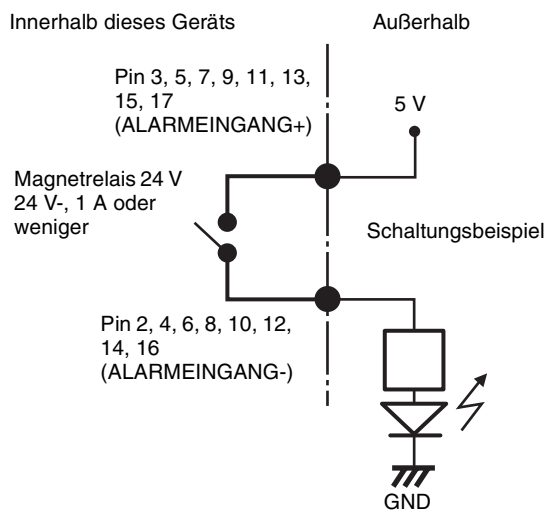 Innerhalb dieses Geräts
Außerhalb
Pin 3, 5, 7, 9, 11, 13,
15, 17
(ALARMEINGANG+)
5 V
Magnetrelais 24 V
24 V-, 1 A oder
weniger
Schaltungsbeispiel
Pin 2, 4, 6, 8, 10, 12,
14, 16
(ALARMEINGANG-)
GND